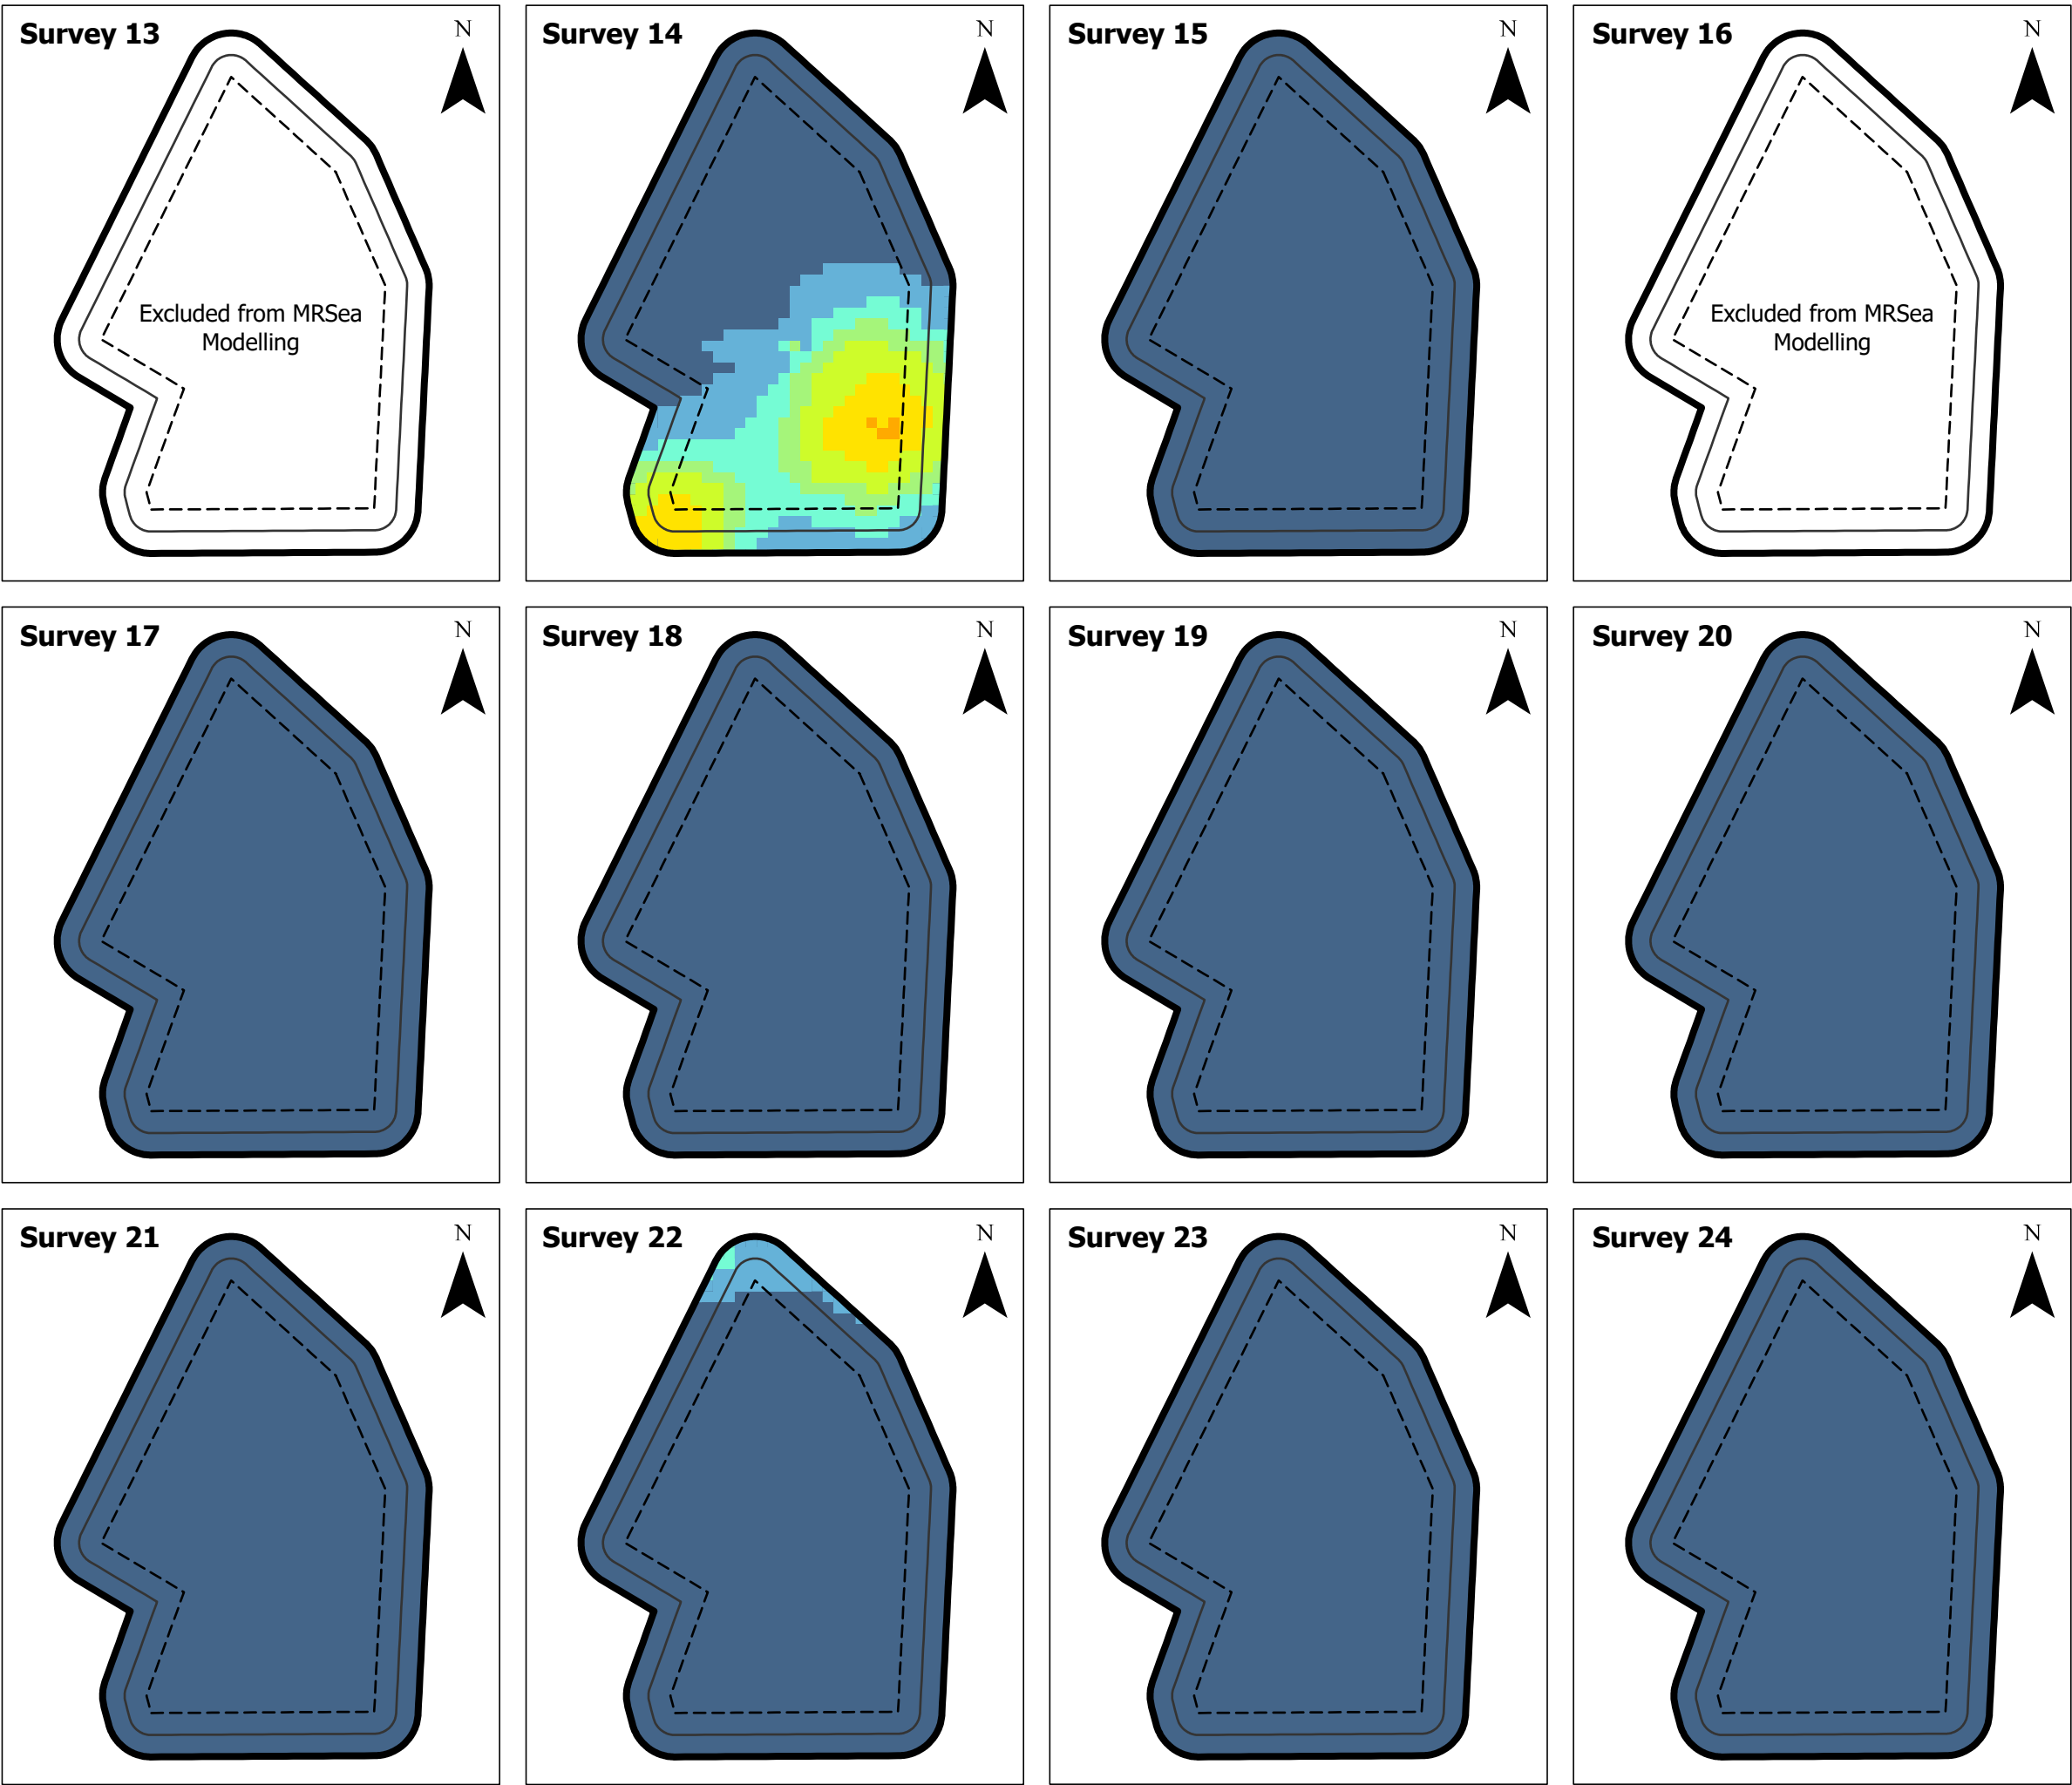 Survey 13
N
Excluded from MRSea
Modelling
Survey 14
N
Survey 15
N
Survey 16
N
Excluded from MRSea
Modelling
Survey 17
N
Survey 18
N
Survey 19
N
Survey 20
N
Survey 21
N
Survey 22
N
Survey 23
N
Survey 24
N